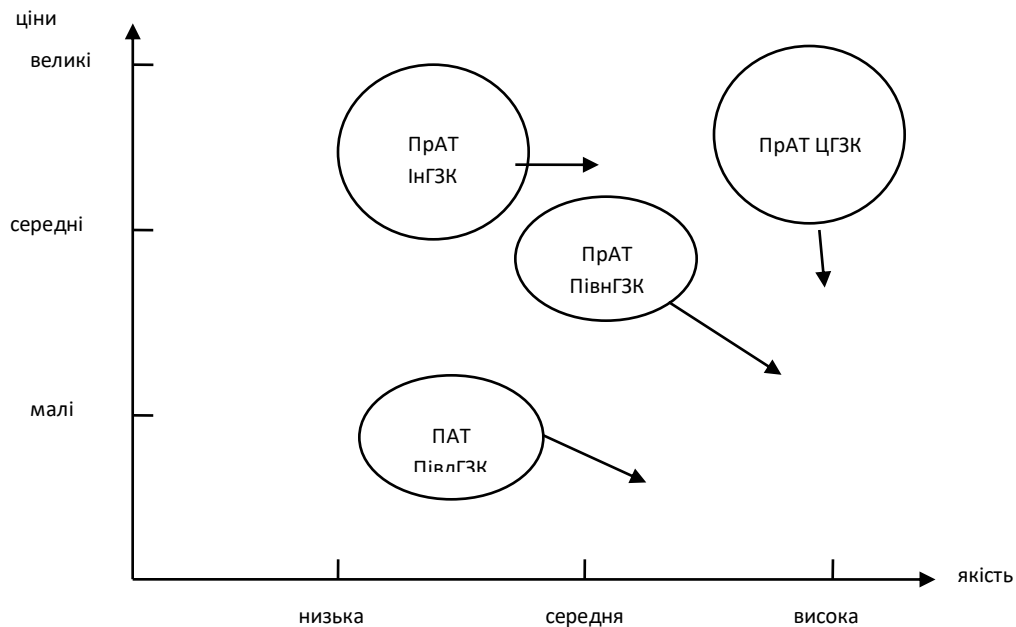 ціни
великі
ПрАТ
ІнГЗК
ПрАТ ЦГЗК
середні
ПрАТ
ПівнГЗК
малі
ПАТ
ПівдГЗК
якість
низька
середня
висока